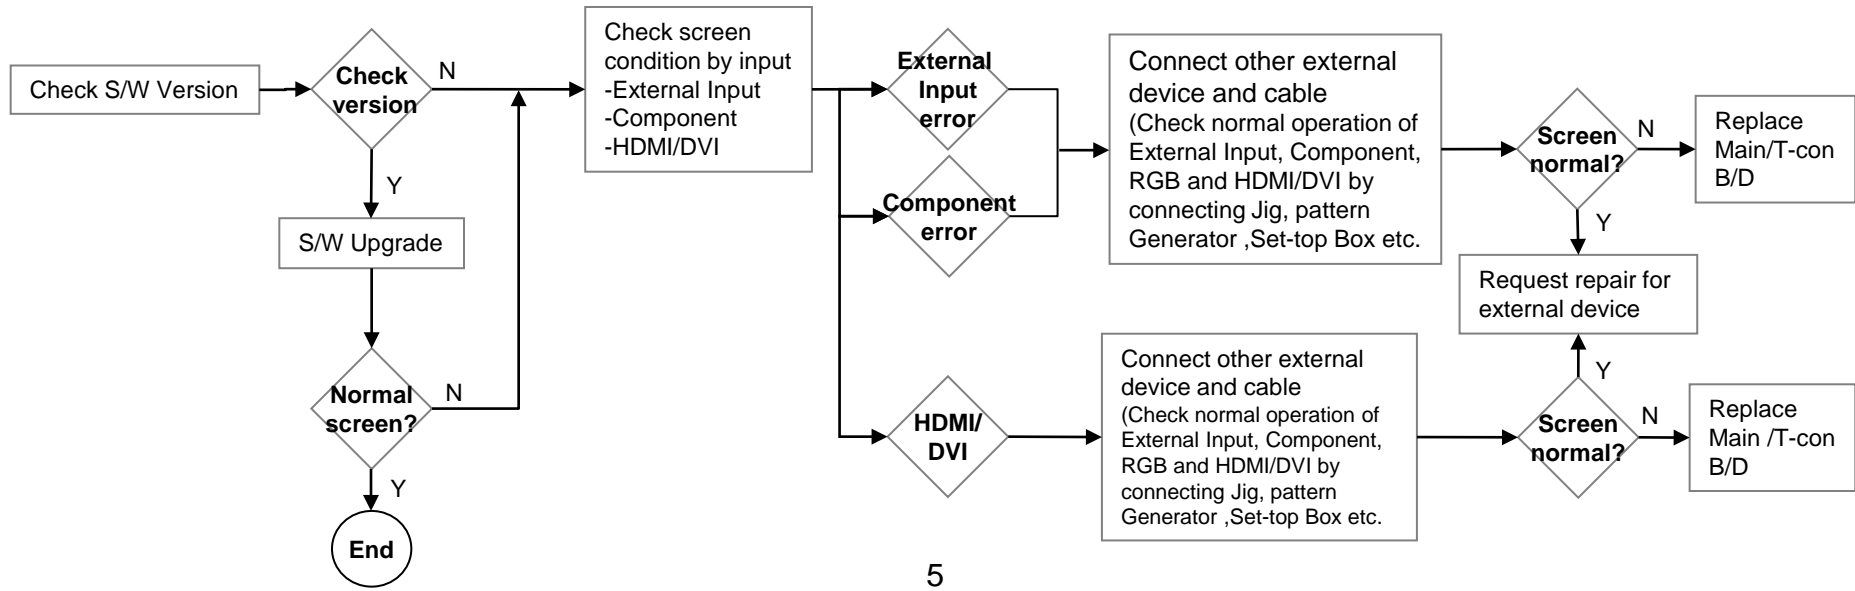 Check S/W Version
Check
version
N
Y
S/W Upgrade
Normal
screen?
N
Y
End
Check screen
condition by input
-External Input
-Component
-HDMI/DVI
External
Input
error
Component
error
HDMI/
DVI
Connect other external
device and cable
(Check normal operation of
External Input, Component,
RGB and HDMI/DVI by
connecting Jig, pattern
Generator ,Set-top Box etc.
Connect other external
device and cable
(Check normal operation of
External Input, Component,
RGB and HDMI/DVI by
connecting Jig, pattern
Generator ,Set-top Box etc.
Screen
normal?
N
Replace
Main/T-con
B/D
Y
Request repair for
external device
Y
Screen
normal?
N
Replace
Main /T-con
B/D
5